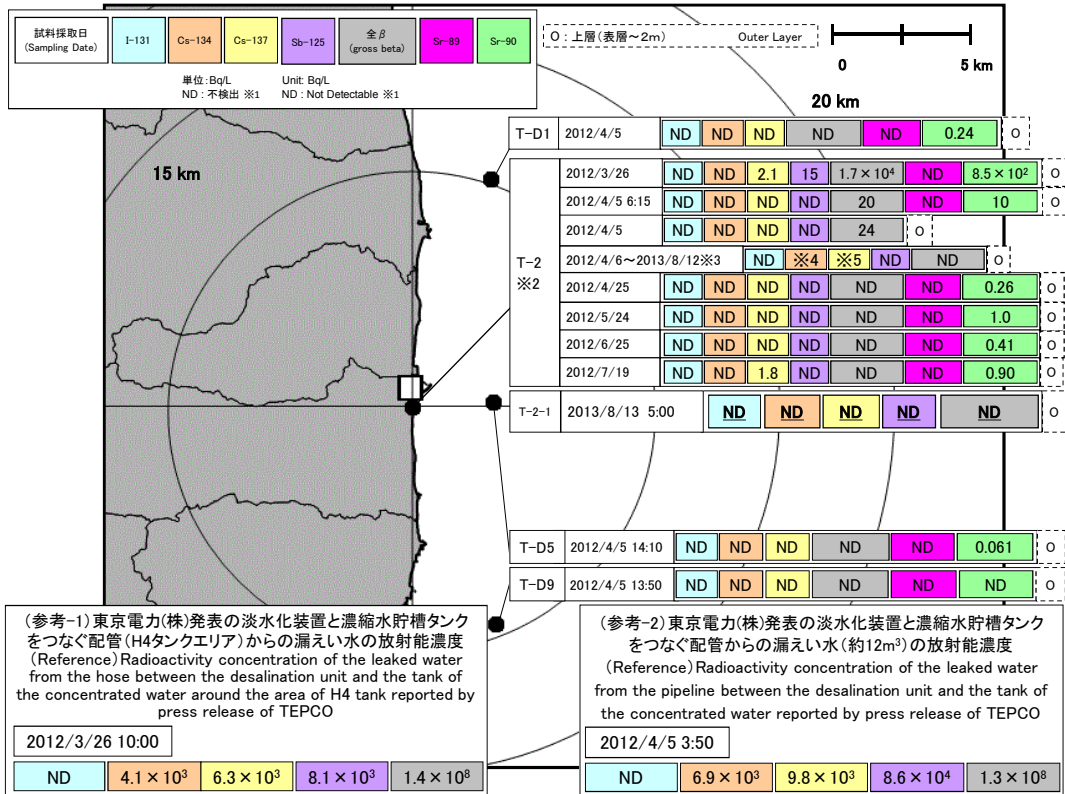 試料採取日
(Sampling Date)
I-131
Cs-134
Cs-137
Sb-125
全β
(gross beta)
Sr-89
Sr-90
単位:Bq/L
Unit: Bq/L
ND : 不検出 ※1
ND : Not Detectable ※1
O : 上層(表層~2m)
Outer Layer
0
5 km
20 km
15 km
T-D1 2012/4/5 ND ND ND ND ND 0.24 O
T-2
※2
2012/3/26 ND ND 2.1 15 1.7×10⁴ ND 8.5×10² O
2012/4/5 6:15 ND ND ND ND 20 ND 10 O
2012/4/5 ND ND ND ND 24 O
2012/4/6~2013/8/12※3 ND ※4 ※5 ND ND O
2012/4/25 ND ND ND ND ND ND 0.26 O
2012/5/24 ND ND ND ND ND ND 1.0 O
2012/6/25 ND ND ND ND ND ND 0.41 O
2012/7/19 ND ND 1.8 ND ND ND 0.90 O
T-2-1 2013/8/13 5:00 ND ND ND ND ND O
T-D5 2012/4/5 14:10 ND ND ND ND ND 0.061 O
T-D9 2012/4/5 13:50 ND ND ND ND ND ND O
(参考-1)東京電力(株)発表の淡水化装置と濃縮水貯槽タンク
をつなぐ配管(H4タンクエリア)からの漏えい水の放射能濃度
(Reference)Radioactivity concentration of the leaked water
from the hose between the desalination unit and the tank
of the concentrated water around the area of H4 tank reported by
press release of TEPCO
2012/3/26 10:00
ND 4.1×10³ 6.3×10³ 8.1×10³ 1.4×10⁸
(参考-2)東京電力(株)発表の淡水化装置と濃縮水貯槽タンク
をつなぐ配管からの漏えい水(約12m³)の放射能濃度
(Reference)Radioactivity concentration of the leaked water
from the pipeline between the desalination unit and the tank of
the concentrated water reported by press release of TEPCO
2012/4/5 3:50
ND 6.9×10³ 9.8×10³ 8.6×10⁴ 1.3×10⁸